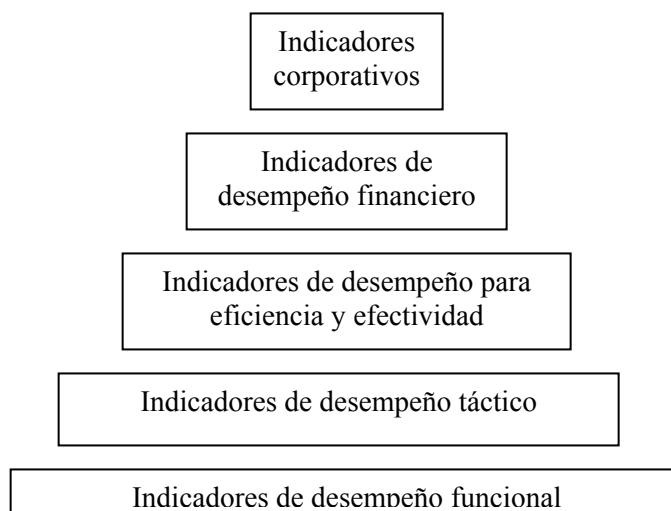 Indicadores
corporativos
Indicadores de
desempeño financiero
Indicadores de desempeño para
eficiencia y efectividad
Indicadores de desempeño táctico
Indicadores de desempeño funcional